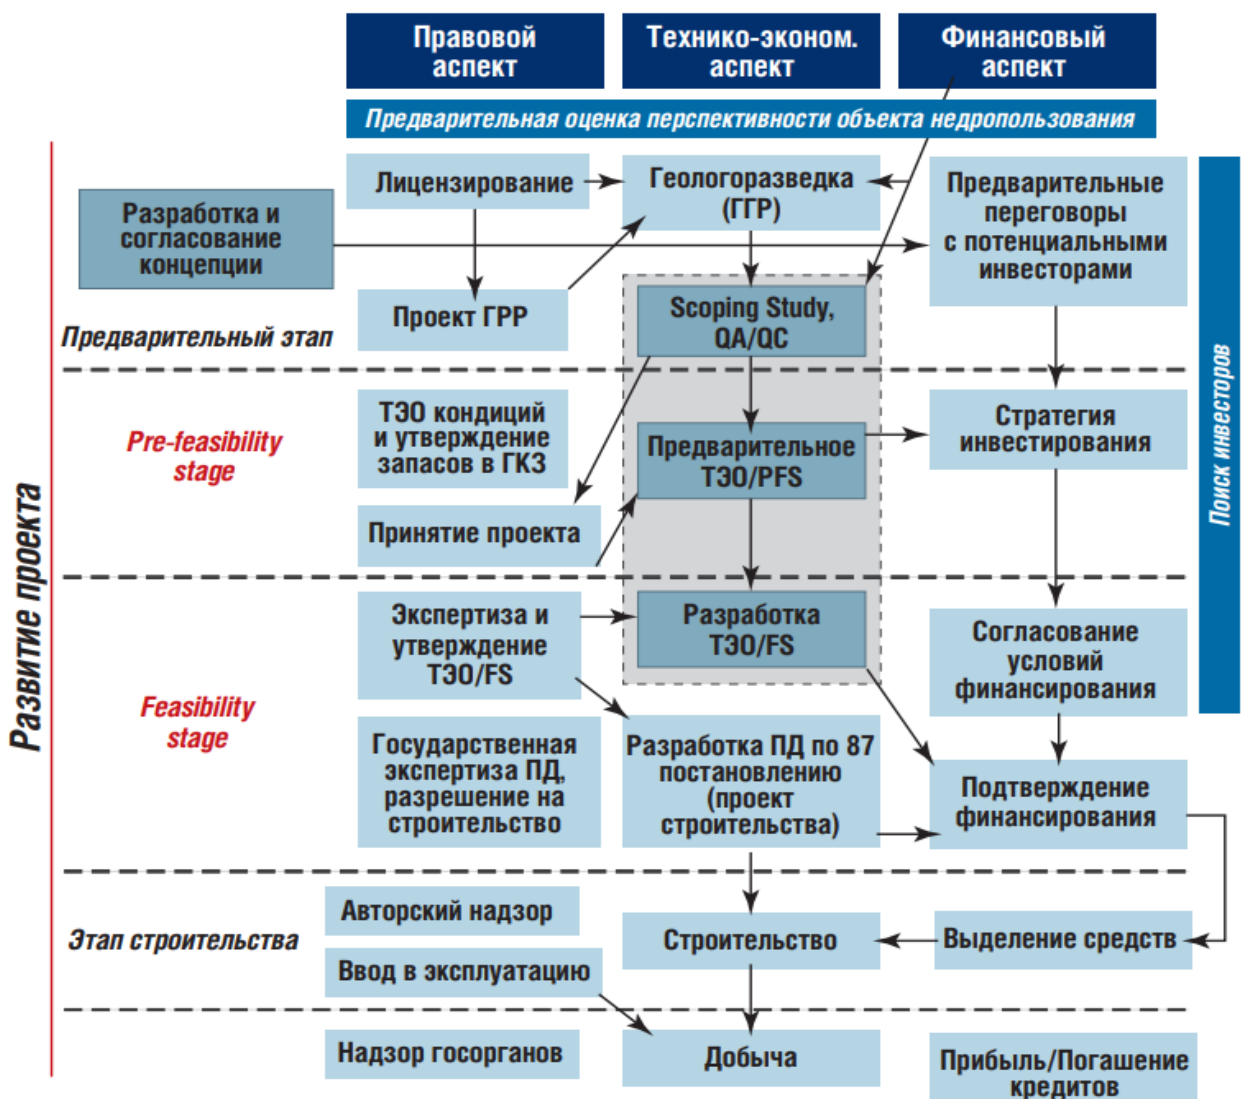 Правовой
аспект
Технико-эконом.
аспект
Финансовый
аспект
Предварительная оценка перспективности объекта недропользования
Развитие проекта
Поиск инвесторов
Разработка и
согласование
концепции
Предварительный этап
Лицензирование
Проект ГРР
Геологоразведка
(ГГР)
Scoping Study,
QA/QC
Предварительные
переговоры
с потенциальными
инвесторами
Pre-feasibility
stage
ТЭО кондиций
и утверждение
запасов в ГКЗ
Принятие проекта
Предварительное
ТЭО/PFS
Стратегия
инвестирования
Feasibility
stage
Экспертиза и
утверждение
ТЭО/FS
Государственная
экспертиза ПД,
разрешение на
строительство
Разработка
ТЭО/FS
Разработка ПД по 87
постановлению
(проект
строительства)
Согласование
условий
финансирования
Подтверждение
финансирования
Этап строительства
Авторский надзор
Ввод в эксплуатацию
Строительство
Выделение средств
Надзор госорганов
Добыча
Прибыль/Погашение
кредитов